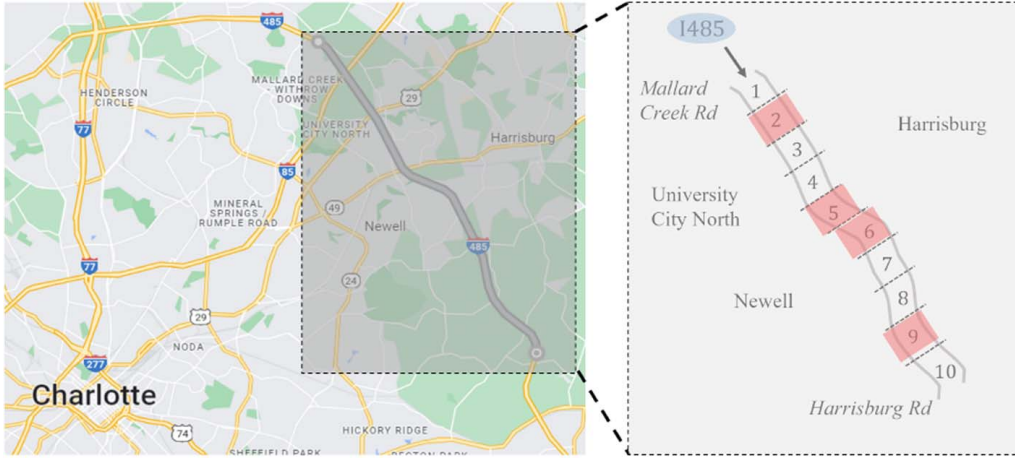 485
MALLARD CREEK
- WITHROW
DOWNS
HENDERSON
CIRCLE
29
77
UNIVERSITY
CITY NORTH
Harrisburg
85
MINERAL
SPRINGS /
RUMPLE ROAD
49
Newell
485
77
24
29
NODA
277
Charlotte
74
HICKORY RIDGE
SHEFFIELD PARK
I485
Mallard
Creek Rd
1
2
Harrisburg
3
4
University
City North
5
6
7
Newell
8
9
10
Harrisburg Rd